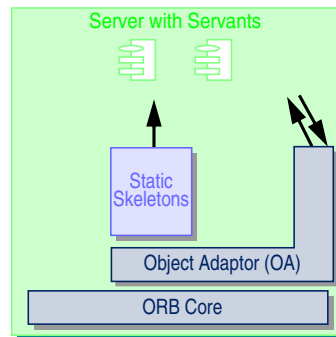 Server with Servants
Static
Skeletons
Object Adaptor (OA)
ORB Core